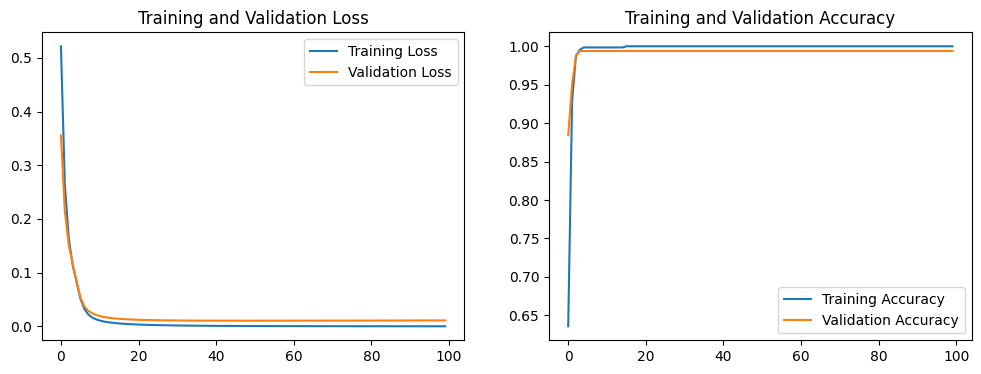 Training and Validation Loss
Training Loss
Validation Loss
0.5
0.4
0.3
0.2
0.1
0.0
0 20 40 60 80 100
Training and Validation Accuracy
1.00
0.95
0.90
0.85
0.80
0.75
0.70
0.65
Training Accuracy
Validation Accuracy
0 20 40 60 80 100